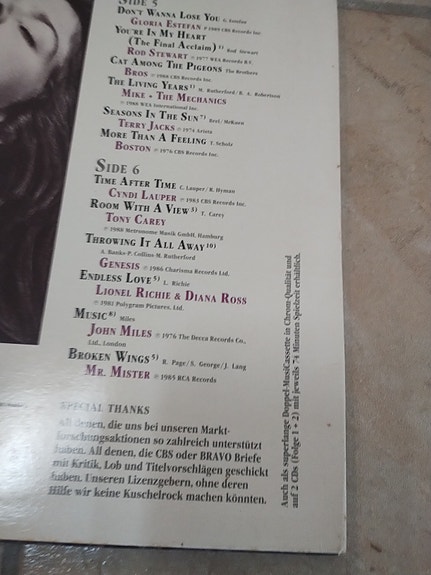 SIDE 5
DON'T WANNA LOSE YOU G. Estefan
GLORIA ESTEFAN ℗ 1989 CBS Records Inc
YOU'RE IN MY HEART
(THE FINAL ACCLAIM) Rod Stewart
ROD STEWART ℗ 1977 WEA Records B.V.
CAT AMONG THE PIGEONS The Brothers
BROS ℗ 1988 CBS Records Inc.
THE LIVING YEARS M. Rutherford / B. A. Robertson
MIKE + THE MECHANICS
℗ 1988 WEA International Inc.
SEASONS IN THE SUN Brel / McKuen
TERRY JACKS ℗ 1974 Arista
MORE THAN A FEELING T. Scholz
BOSTON ℗ 1976 CBS Records Inc.
SIDE 6
TIME AFTER TIME C. Lauper / R. Hyman
CYNDI LAUPER ℗ 1983 CBS Inc.
ROOM WITH A VIEW T. Carey
TONY CAREY
℗ 1988 Metronome Musik GmbH, Hamburg
THROWING IT ALL AWAY 10)
A. Banks-P. Collins-M. Rutherford
GENESIS ℗ 1986 Charisma Records Ltd.
ENDLESS LOVE 5) L. Richie
LIONEL RICHIE & DIANA ROSS
℗ 1981 Polygram Pictures, Ltd.
MUSIC Miles
JOHN MILES ℗ 1976 The Decca Records Co.,
Ltd., London
BROKEN WINGS 5) R. Page / S. George / J. Lang
MR. MISTER ℗ 1985 RCA Records
SPECIAL THANKS
all denen, die uns bei unseren Markt-
forschungsaktionen so zahlreich unterstützt
haben. All denen, die CBS oder BRAVO Briefe
mit Kritik, Lob und Titelvorschlägen geschickt
haben. Unseren Lizenzgebern, ohne deren
Hilfe wir keine Kuschelrock machen könnten.
Auch als superlange Doppel-MusiCassette in Chrom-Qualität und
auf 2 CDs (Folge 1 + 2) mit jeweils 74 Minuten Spielzeit erhältlich.